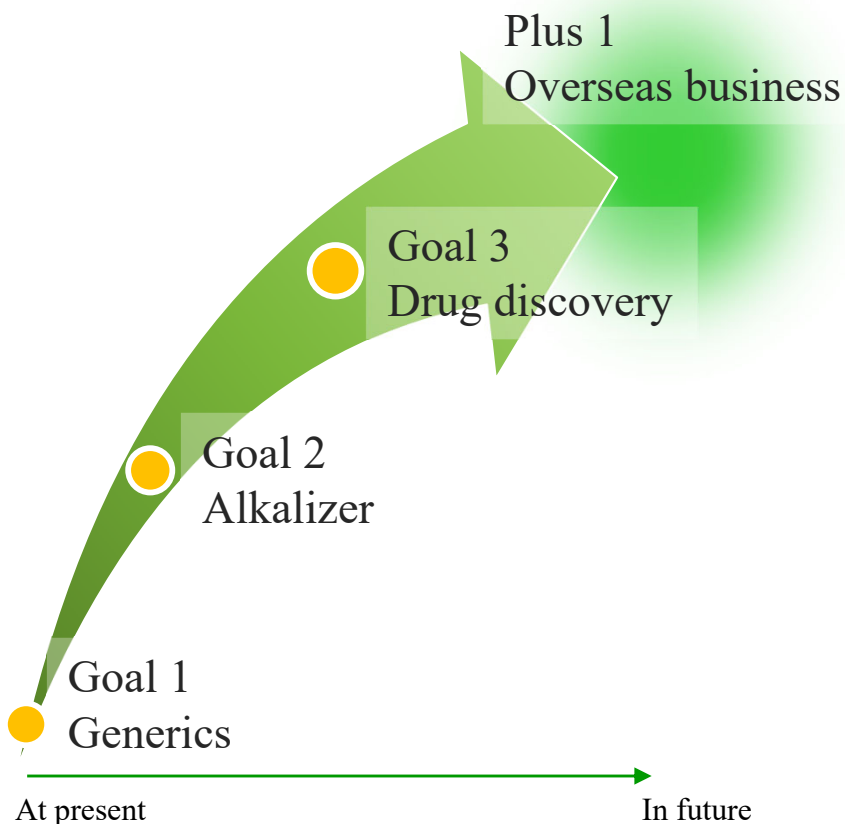 Plus 1
Overseas business
Goal 3
Drug discovery
Goal 2
Alkalizer
Goal 1
Generics
At present
In future